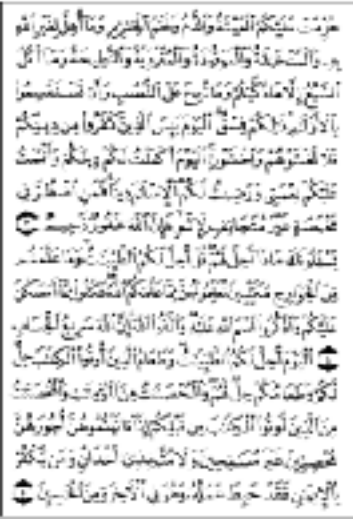 حرمت عليكم الميتة والدم ولحم الخنزير وما أهل لغير الله
به والمنخنقة والموقوذة والمتردية والنطيحة وما أكل
السبع إلا ما ذكيتم وما ذبح على النصب وأن تستقسموا
بالأزلام ذلكم فسق اليوم يئس الذين كفروا من دينكم
فلا تخشوهم واخشون اليوم أكملت لكم دينكم وأتممت
عليكم نعمتي ورضيت لكم الإسلام دينا فمن اضطر في
مخمصة غير متجانف لإثم فإن الله غفور رحيم
يسألونك ماذا أحل لهم قل أحل لكم الطيبات وما علمتم
من الجوارح مكلبين تعلمونهن مما علمكم الله فكلوا مما أمسكن
عليكم واذكروا اسم الله عليه واتقوا الله إن الله سريع الحساب
اليوم أحل لكم الطيبات وطعام الذين أوتوا الكتاب حل
لكم وطعامكم حل لهم والمحصنات من المؤمنات والمحصنات
من الذين أوتوا الكتاب من قبلكم إذا آتيتموهن أجورهن
محصنين غير مسافحين ولا متخذي أخدان ومن يكفر
بالإيمان فقد حبط عمله وهو في الآخرة من الخاسرين